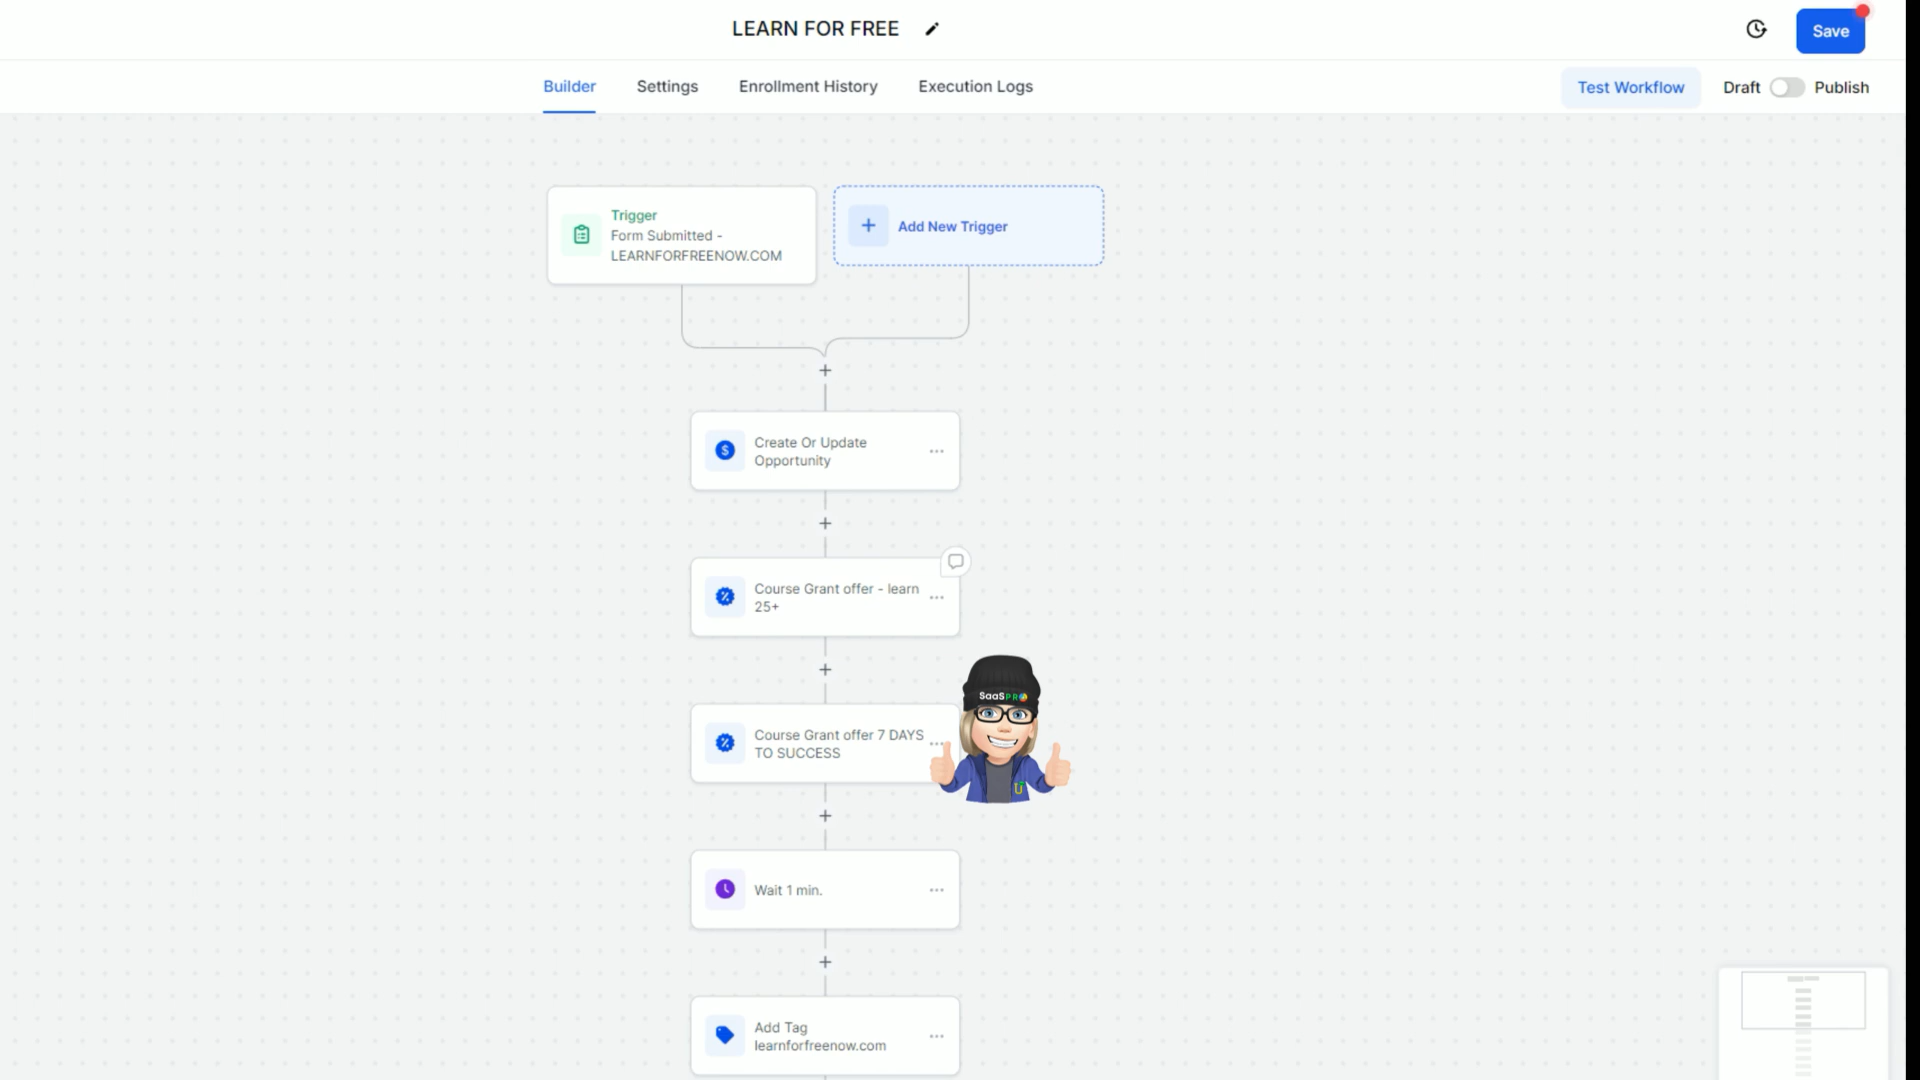 LEARN FOR FREE
Save
Builder
Settings
Enrollment History
Execution Logs
Test Workflow
Draft
Publish
Trigger
Form Submitted -
LEARNFORFREENOW.COM
Add New Trigger
Create Or Update
Opportunity
Course Grant offer - learn
25+
SaaSPRO
Course Grant offer 7 DAYS
TO SUCCESS
Wait 1 min.
Add Tag
learnforfreenow.com